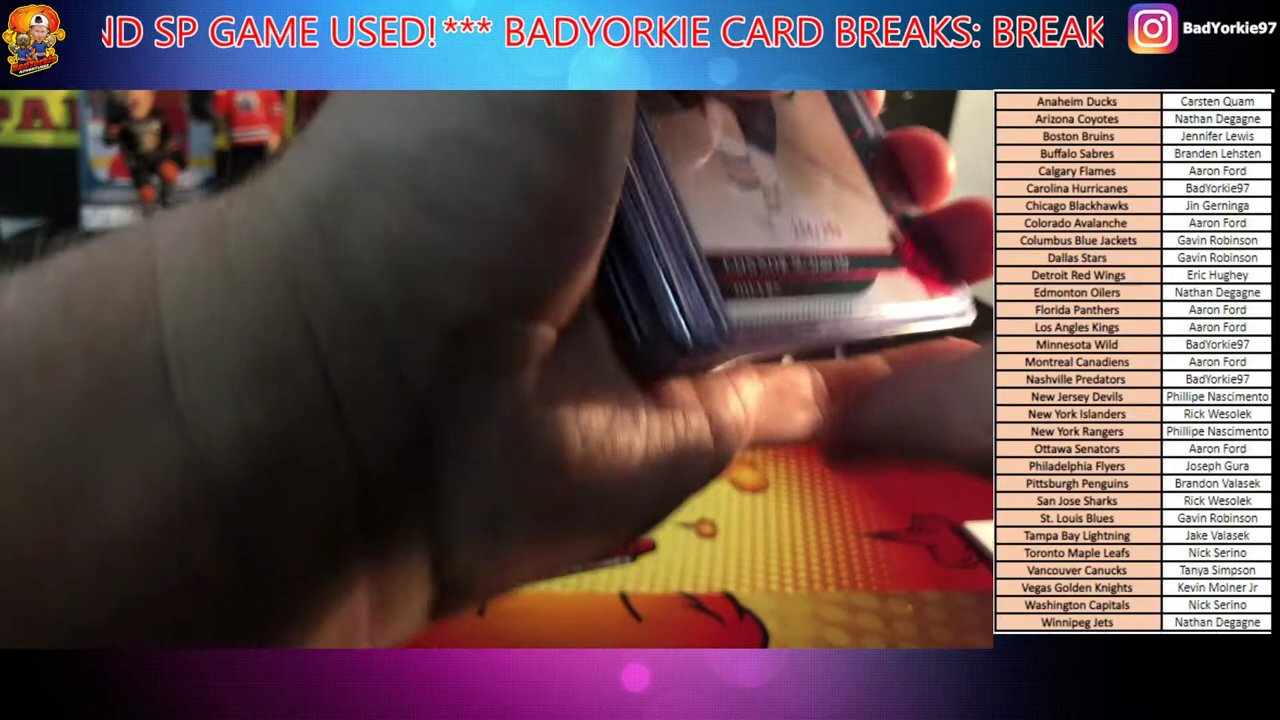 ND SP GAME USED!*** BADYORKIE CARD BREAKS: BREAK
BadYorkie97
Anaheim Ducks Carsten Quam
Arizona Coyotes Nathan Degagne
Boston Bruins Jennifer Lewis
Buffalo Sabres Branden Lehsten
Calgary Flames Aaron Ford
Carolina Hurricanes BadYorkie97
Chicago Blackhawks Jin Gerninga
Colorado Avalanche Aaron Ford
Columbus Blue Jackets Gavin Robinson
Dallas Stars Gavin Robinson
Detroit Red Wings Eric Hughey
Edmonton Oilers Nathan Degagne
Florida Panthers Aaron Ford
Los Angles Kings Aaron Ford
Minnesota Wild BadYorkie97
Montreal Canadiens Aaron Ford
Nashville Predators BadYorkie97
New Jersey Devils Phillipe Nascimento
New York Islanders Rick Wesolek
New York Rangers Phillipe Nascimento
Ottawa Senators Aaron Ford
Philadelphia Flyers Joseph Gura
Pittsburgh Penguins Brandon Valasek
San Jose Sharks Rick Wesolek
St. Louis Blues Gavin Robinson
Tampa Bay Lightning Jake Valasek
Toronto Maple Leafs Nick Serino
Vancouver Canucks Tanya Simpson
Vegas Golden Knights Kevin Molner Jr
Washington Capitals Nick Serino
Winnipeg Jets Nathan Degagne